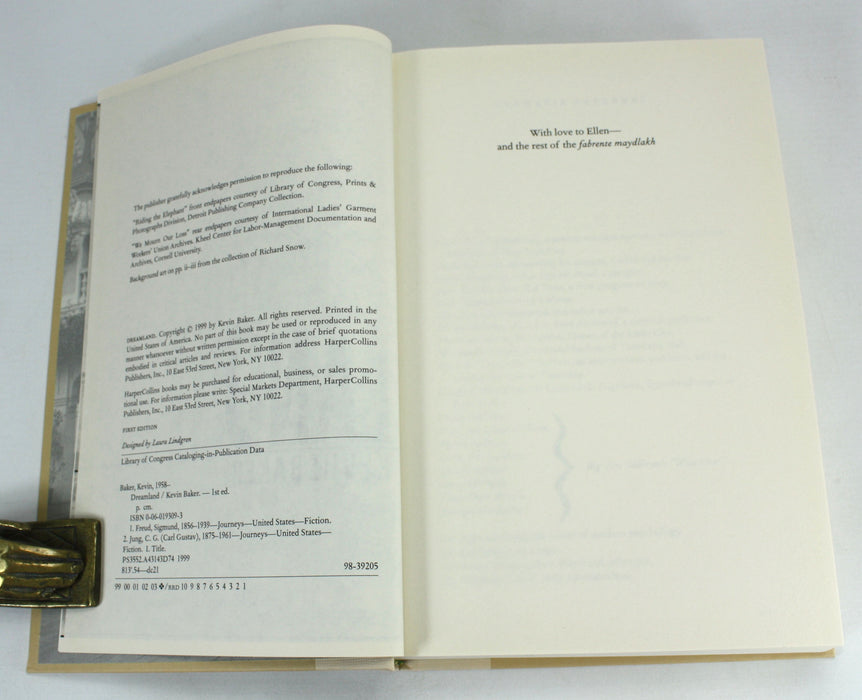 The publisher gratefully acknowledges permission to reproduce the following:
"Riding the Elephant" front endpapers courtesy of Library of Congress, Prints &
Photographs Division, Detroit Publishing Company Collection.
"We Mourn Our Loss" rear endpapers courtesy of International Ladies' Garment
Workers' Union Archives. Kheel Center for Labor-Management Documentation and
Archives, Cornell University.
Background art on pp. ii–iii from the collection of Richard Snow.
DREAMLAND. Copyright © 1999 by Kevin Baker. All rights reserved. Printed in the
United States of America. No part of this book may be used or reproduced in any
manner whatsoever without written permission except in the case of brief quotations
embodied in critical articles and reviews. For information address HarperCollins
Publishers, Inc., 10 East 53rd Street, New York, NY 10022.
HarperCollins books may be purchased for educational, business, or sales promo-
tional use. For information please write: Special Markets Department, HarperCollins
Publishers, Inc., 10 East 53rd Street, New York, NY 10022.
FIRST EDITION
Designed by Laura Lindgren
Library of Congress Cataloging-in-Publication Data
Baker, Kevin, 1958–
Dreamland / Kevin Baker. — 1st ed.
p. cm.
ISBN 0-06-019309-3
1. Freud, Sigmund, 1856–1939—Journeys—United States—Fiction.
2. Jung, C. G. (Carl Gustav), 1875–1961—Journeys—United States—
Fiction. I. Title.
PS3552.A43143D74 1999
813'.54—dc21 98-39205
99 00 01 02 03 ❖/RRD 10 9 8 7 6 5 4 3 2 1
With love to Ellen—
and the rest of the fabrente maydlakh